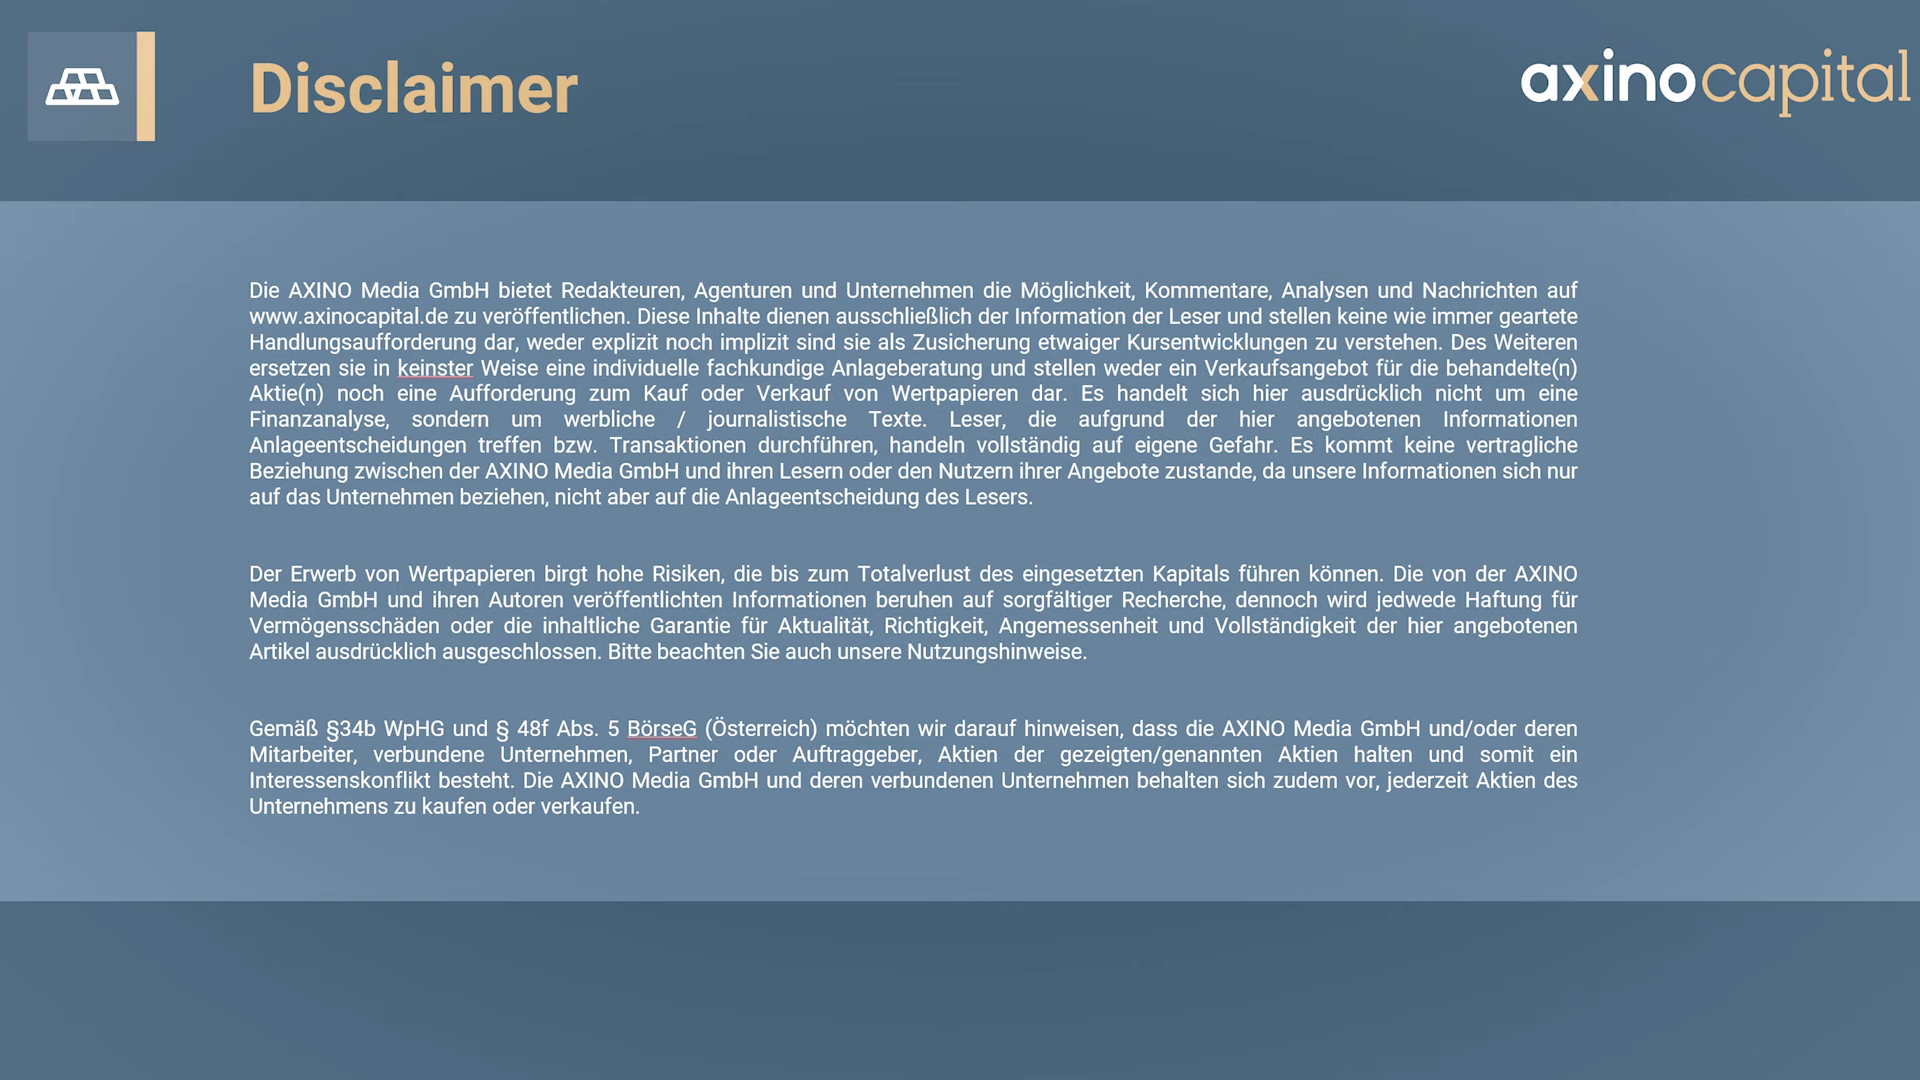 Disclaimer
axinocapital
Die AXINO Media GmbH bietet Redakteuren, Agenturen und Unternehmen die Möglichkeit, Kommentare, Analysen und Nachrichten auf
www.axinocapital.de zu veröffentlichen. Diese Inhalte dienen ausschließlich der Information der Leser und stellen keine wie immer geartete
Handlungsaufforderung dar, weder explizit noch implizit sind sie als Zusicherung etwaiger Kursentwicklungen zu verstehen. Des Weiteren
ersetzen sie in keinster Weise eine individuelle fachkundige Anlageberatung und stellen weder ein Verkaufsangebot für die behandelte(n)
Aktie(n) noch eine Aufforderung zum Kauf oder Verkauf von Wertpapieren dar. Es handelt sich hier ausdrücklich nicht um eine
Finanzanalyse, sondern um werbliche / journalistische Texte. Leser, die aufgrund der hier angebotenen Informationen
Anlageentscheidungen treffen bzw. Transaktionen durchführen, handeln vollständig auf eigene Gefahr. Es kommt keine vertragliche
Beziehung zwischen der AXINO Media GmbH und ihren Lesern oder den Nutzern ihrer Angebote zustande, da unsere Informationen sich nur
auf das Unternehmen beziehen, nicht aber auf die Anlageentscheidung des Lesers.
Der Erwerb von Wertpapieren birgt hohe Risiken, die bis zum Totalverlust des eingesetzten Kapitals führen können. Die von der AXINO
Media GmbH und ihren Autoren veröffentlichten Informationen beruhen auf sorgfältiger Recherche, dennoch wird jedwede Haftung für
Vermögensschäden oder die inhaltliche Garantie für Aktualität, Richtigkeit, Angemessenheit und Vollständigkeit der hier angebotenen
Artikel ausdrücklich ausgeschlossen. Bitte beachten Sie auch unsere Nutzungshinweise.
Gemäß §34b WpHG und § 48f Abs. 5 BörseG (Österreich) möchten wir darauf hinweisen, dass die AXINO Media GmbH und/oder deren
Mitarbeiter, verbundene Unternehmen, Partner oder Auftraggeber, Aktien der gezeigten/genannten Aktien halten und somit ein
Interessenskonflikt besteht. Die AXINO Media GmbH und deren verbundenen Unternehmen behalten sich zudem vor, jederzeit Aktien des
Unternehmens zu kaufen oder verkaufen.